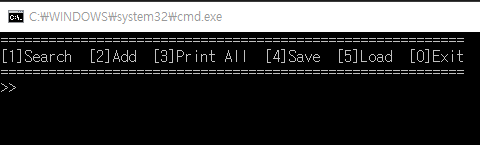 C:₩WINDOWS₩system32₩cmd.exe
==========================================================
[1]Search [2]Add [3]Print All [4]Save [5]Load [0]Exit
==========================================================
>>